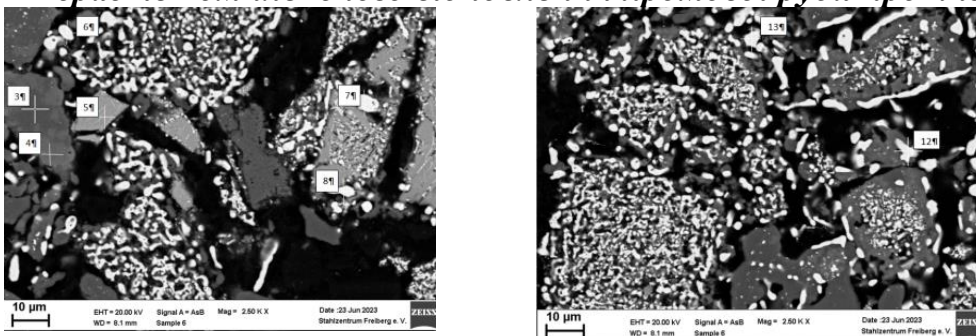 6¶
3¶
5¶
4¶
7¶
8¶
10 µm
EHT = 20.00 kV Signal A = AsB Mag = 2.50 K X Date :23 Jun 2023
WD = 8.1 mm Sample 6 Stahlzentrum Freiberg e. V.
ZEISS
13¶
12¶
10 µm
EHT = 20.00 kV Signal A = AsB Mag = 2.50 K X Date :23 Jun 2023
WD = 8.1 mm Sample 6 Stahlzentrum Freiberg e. V.
ZEISS